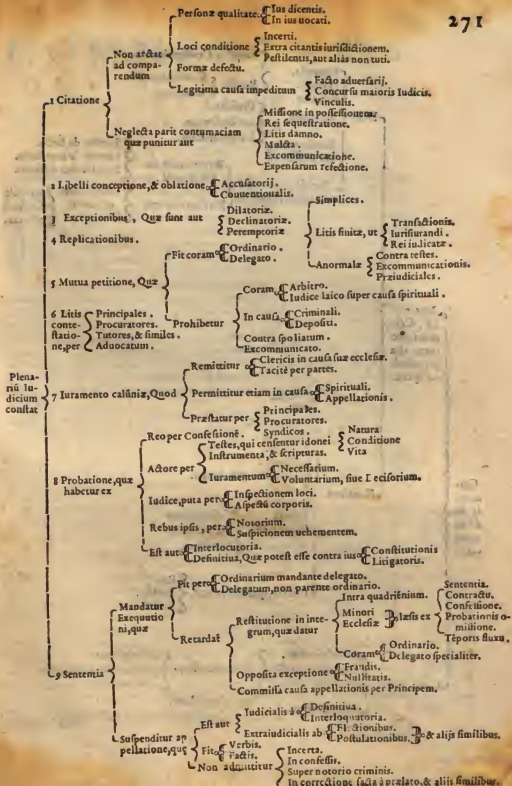 271
Personæ qualitate. Ius dicentis.
In ius uocati.
Non arctat ad comparendum
Loci conditione Incerti.
Extra citantis iurisdictionem.
Pestilentis, aut aliàs non tuti.
Formæ defectu.
Legitima causa impeditum Facto aduersarij.
Concursu maioris Iudicis.
Vinculis.
1 Citatione
Neglecta parit contumaciam quæ punitur aut
Missione in possessionem
Rei sequestratione.
Litis damno.
Mulcta.
Excommunicatione.
Expensarum refectione.
2 Libelli conceptione, & oblatione Accusatorij.
Conuentionalis.
3 Exceptionibus, Quæ sunt aut
Dilatoriæ.
Declinatoriæ.
Peremptoriæ
Simplices.
Litis finitæ, ut Transactionis.
Iurisiurandi.
Rei iudicatæ.
Anormalæ Contra testes.
Excommunicationis.
Præiudiciales.
4 Replicationibus.
5 Mutua petitione, Quæ
Fit coram Ordinario.
Delegato.
Prohibetur
Coram Arbitro.
Iudice laico super causa spirituali.
In causa Criminali.
Depositi.
Contra spoliatum.
Excommunicato.
6 Litis contestatione, per
Principales.
Procuratores.
Tutores, & similes.
Aduocatum.
Plenariũ Iudicium constat
7 Iuramento calũniæ, Quod
Remittitur Clericis in causa suæ ecclesiæ.
Tacitè per partes.
Permittitur etiam in causa Spirituali.
Appellationis.
Præstatur per Principales.
Procuratores.
Syndicos.
8 Probatione, quæ habetur ex
Reo per Confessionẽ.
Actore per
Testes, qui censentur idonei Natura
Conditione
Vita
Instrumenta, & scripturas.
Iuramentum Necessarium.
Voluntarium, siue Decisorium.
Iudice, puta per Inspectionem loci.
Aspectũ corporis.
Rebus ipsis, per Notorium.
Suspicionem uehementem.
Est aut Interlocutoria.
Definitiua, Quæ potest esse contra ius Constitutionis
Litigatoris.
9 Sententia
Mandatur Exequutioni, quæ
Fit per Ordinarium mandante delegato.
Delegatum, non parente ordinario.
Retardat
Restitutione in integrum, quæ datur
Intra quadriẽnium.
Minori
Ecclesiæ læsis ex
Sententia.
Contractu.
Confessione.
Probationis omissione.
Tẽporis fluxu.
Coram Ordinario.
Delegato specialiter.
Opposita exceptione Fraudis.
Nullitatis.
Commissa causa appellationis per Principem.
Suspenditur appellatione, quę
Est aut
Iudicialis à Definitiua.
Interloquutoria.
Extraiudicialis ab Electionibus.
Postulationibus. & alijs similibus.
Fit Verbis.
Factis.
Non admittitur Incerta.
In confessis.
Super notorio criminis.
In correctione facta à prælato, & aliis similibus.